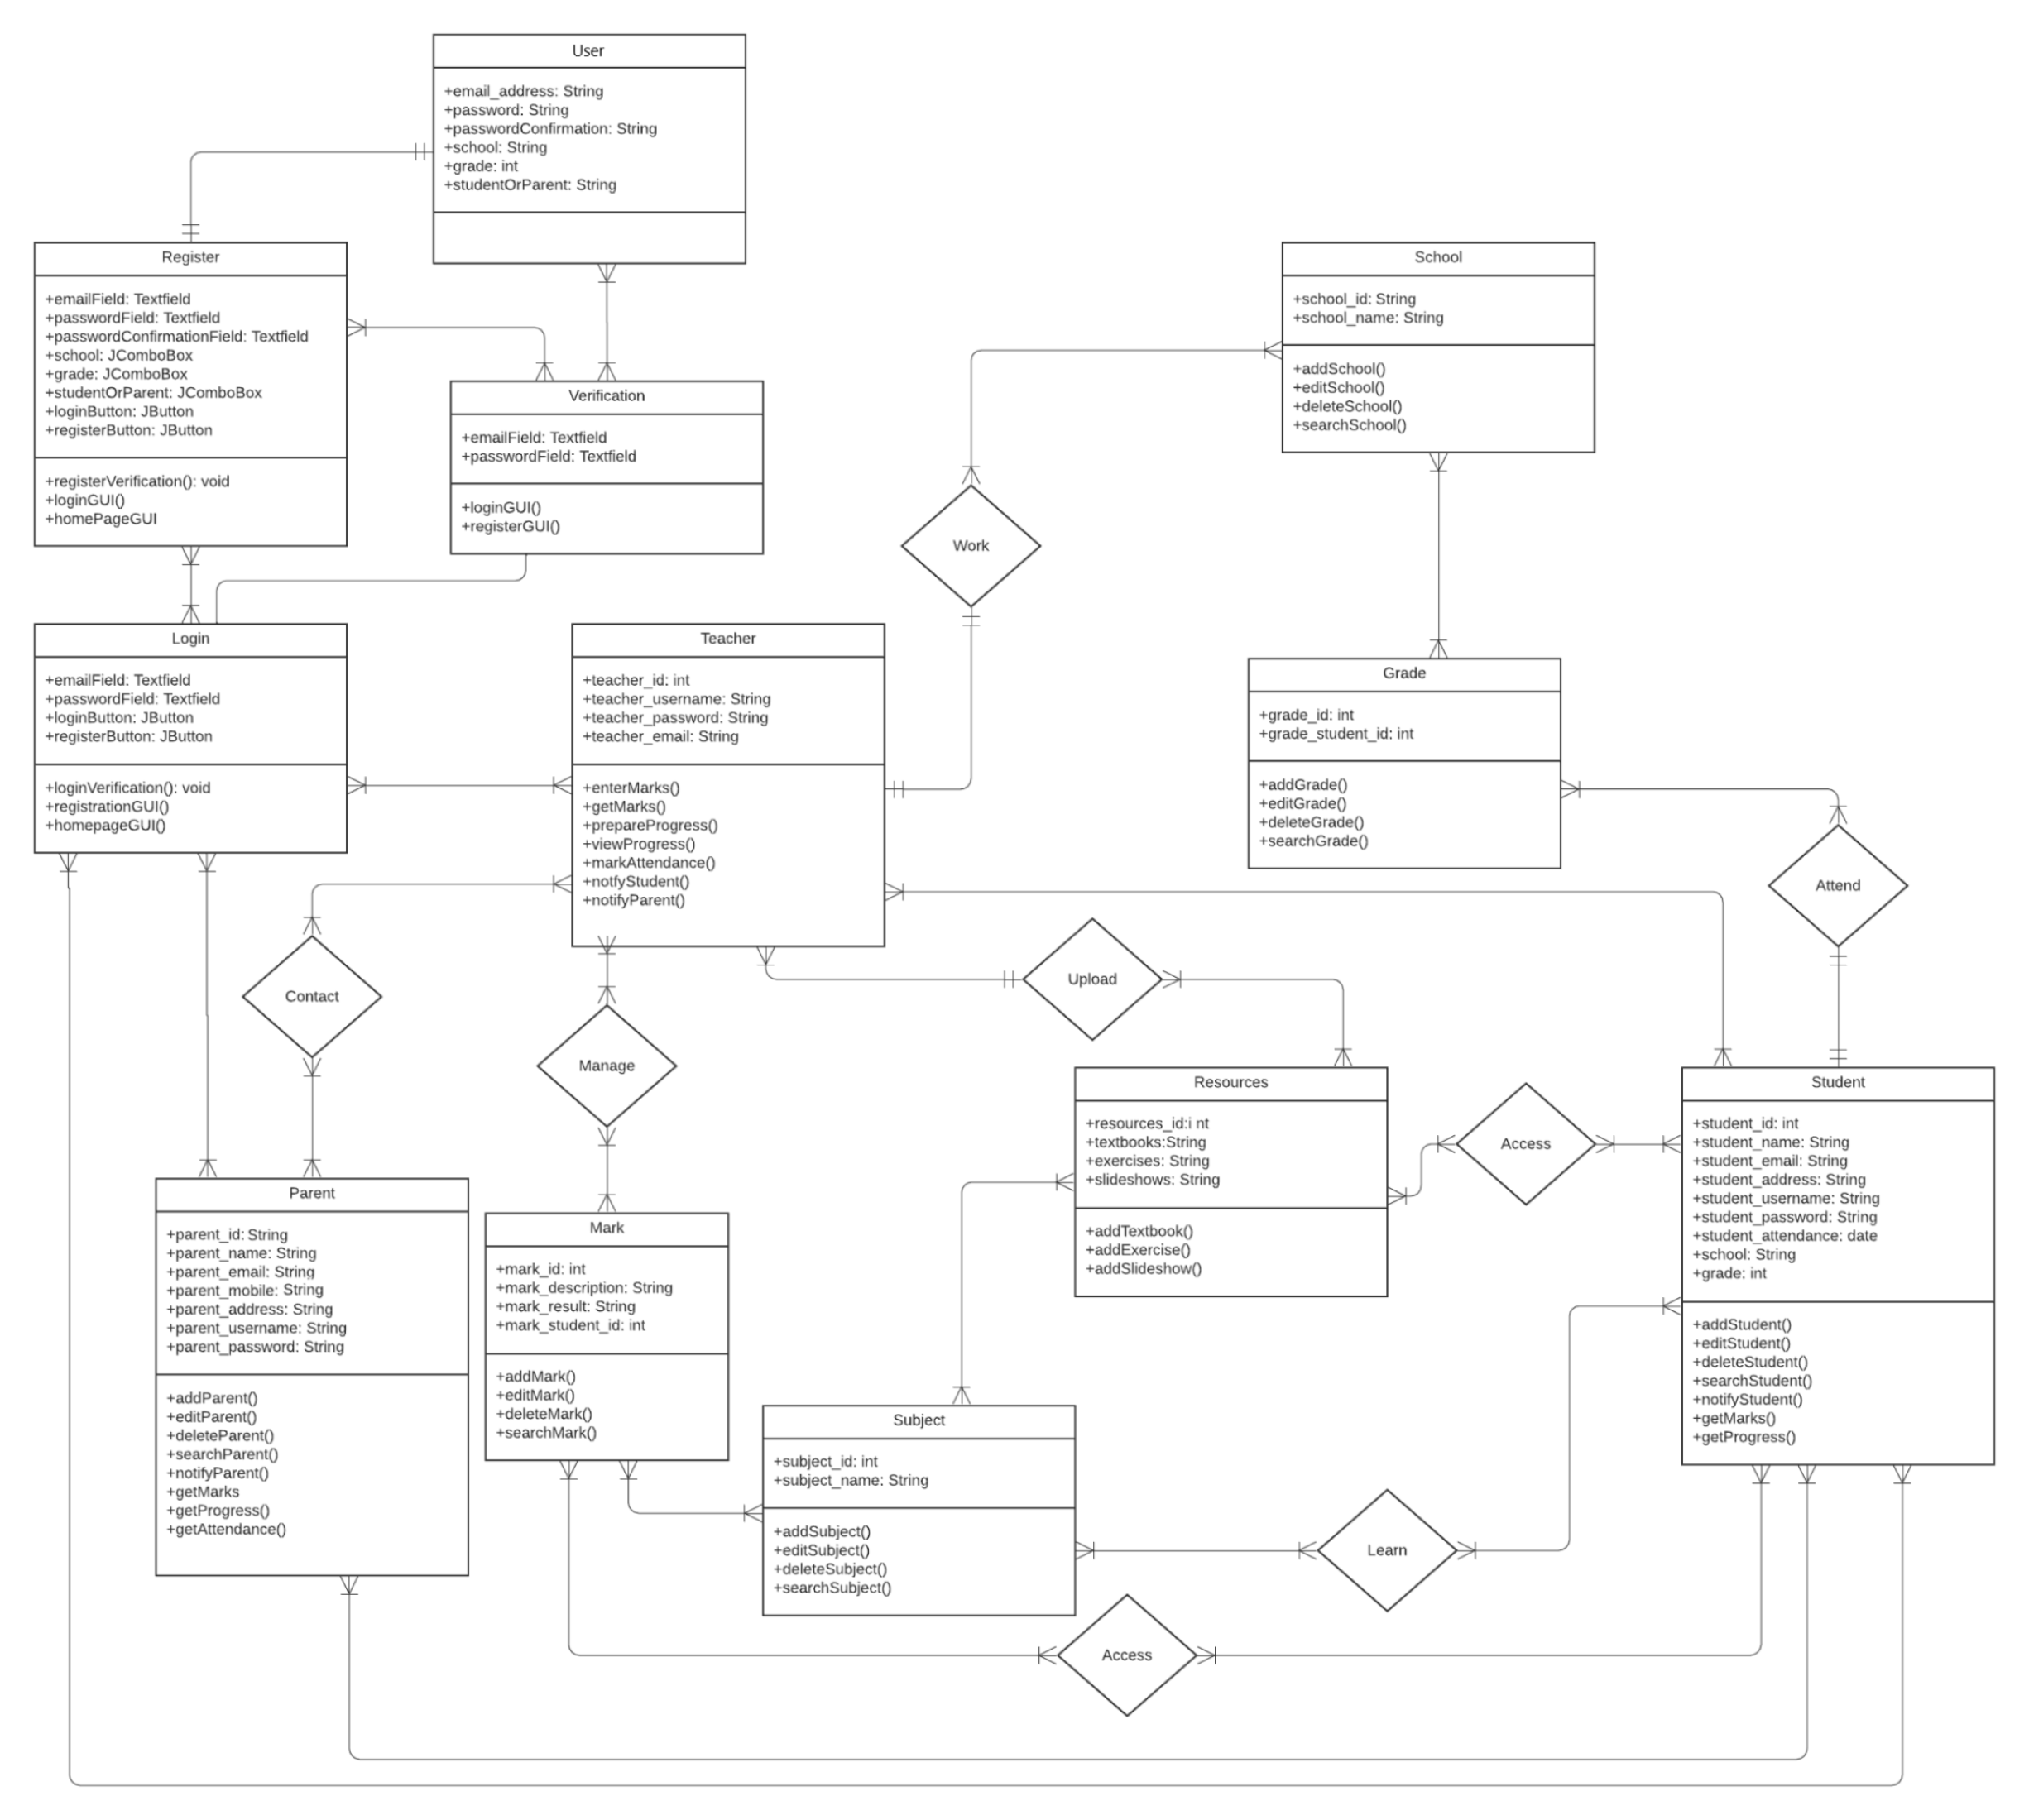 User
+email_address: String
+password: String
+passwordConfirmation: String
+school: String
+grade: int
+studentOrParent: String
Register
+emailField: Textfield
+passwordField: Textfield
+passwordConfirmationField: Textfield
+school: JComboBox
+grade: JComboBox
+studentOrParent: JComboBox
+loginButton: JButton
+registerButton: JButton
+registerVerification(): void
+loginGUI()
+homePageGUI
Verification
+emailField: Textfield
+passwordField: Textfield
+loginGUI()
+registerGUI()
School
+school_id: String
+school_name: String
+addSchool()
+editSchool()
+deleteSchool()
+searchSchool()
Work
Login
+emailField: Textfield
+passwordField: Textfield
+loginButton: JButton
+registerButton: JButton
+loginVerification(): void
+registrationGUI()
+homepageGUI()
Teacher
+teacher_id: int
+teacher_username: String
+teacher_password: String
+teacher_email: String
+enterMarks()
+getMarks()
+prepareProgress()
+viewProgress()
+markAttendance()
+notfyStudent()
+notifyParent()
Grade
+grade_id: int
+grade_student_id: int
+addGrade()
+editGrade()
+deleteGrade()
+searchGrade()
Attend
Contact
Manage
Upload
Resources
+resources_id:i nt
+textbooks:String
+exercises: String
+slideshows: String
+addTextbook()
+addExercise()
+addSlideshow()
Access
Student
+student_id: int
+student_name: String
+student_email: String
+student_address: String
+student_username: String
+student_password: String
+student_attendance: date
+school: String
+grade: int
+addStudent()
+editStudent()
+deleteStudent()
+searchStudent()
+notifyStudent()
+getMarks()
+getProgress()
Parent
+parent_id: String
+parent_name: String
+parent_email: String
+parent_mobile: String
+parent_address: String
+parent_username: String
+parent_password: String
+addParent()
+editParent()
+deleteParent()
+searchParent()
+notifyParent()
+getMarks
+getProgress()
+getAttendance()
Mark
+mark_id: int
+mark_description: String
+mark_result: String
+mark_student_id: int
+addMark()
+editMark()
+deleteMark()
+searchMark()
Subject
+subject_id: int
+subject_name: String
+addSubject()
+editSubject()
+deleteSubject()
+searchSubject()
Learn
Access